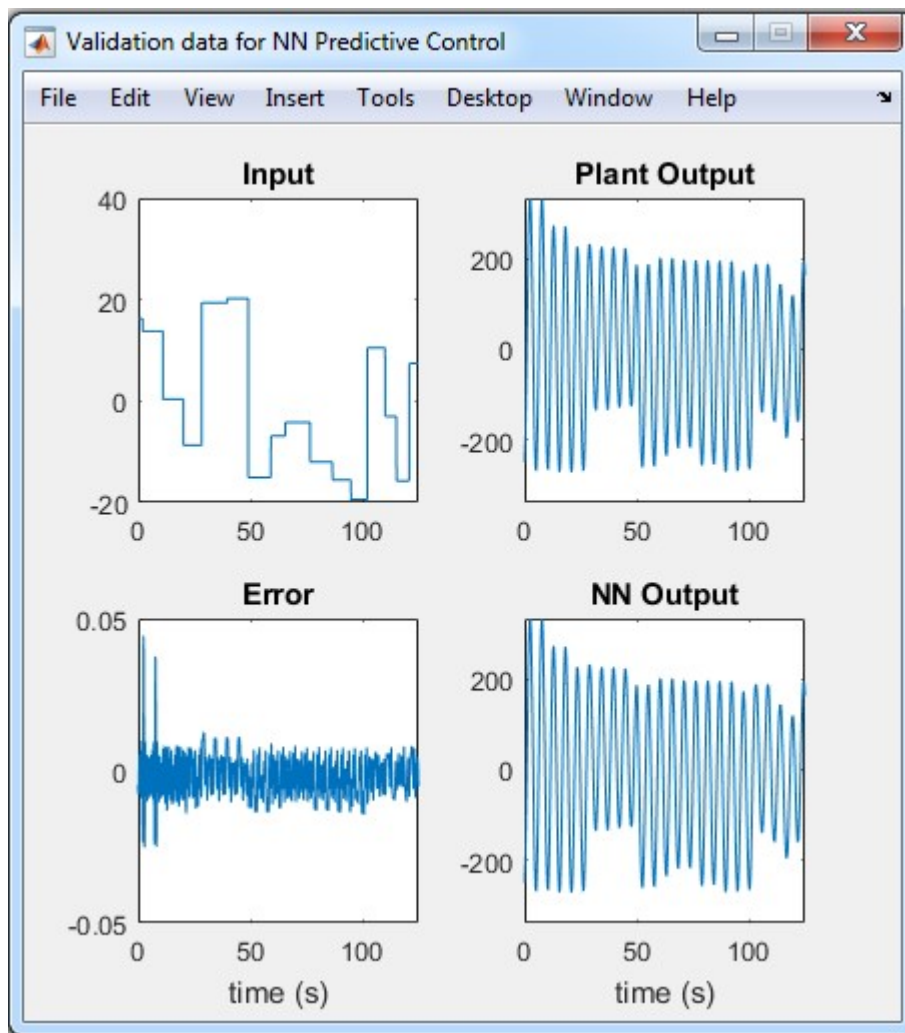 Validation data for NN Predictive Control
File Edit View Insert Tools Desktop Window Help
Input
40
20
0
-20
0 50 100
Plant Output
200
0
-200
0 50 100
Error
0.05
0
-0.05
0 50 100
time (s)
NN Output
200
0
-200
0 50 100
time (s)